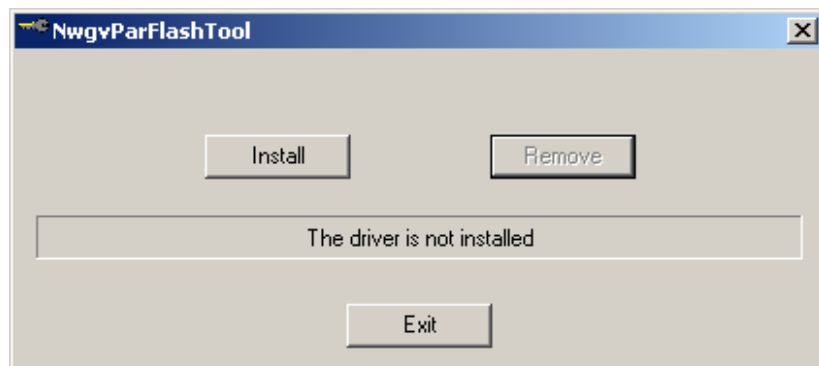 NwgvParFlashTool
Install Remove
The driver is not installed
Exit